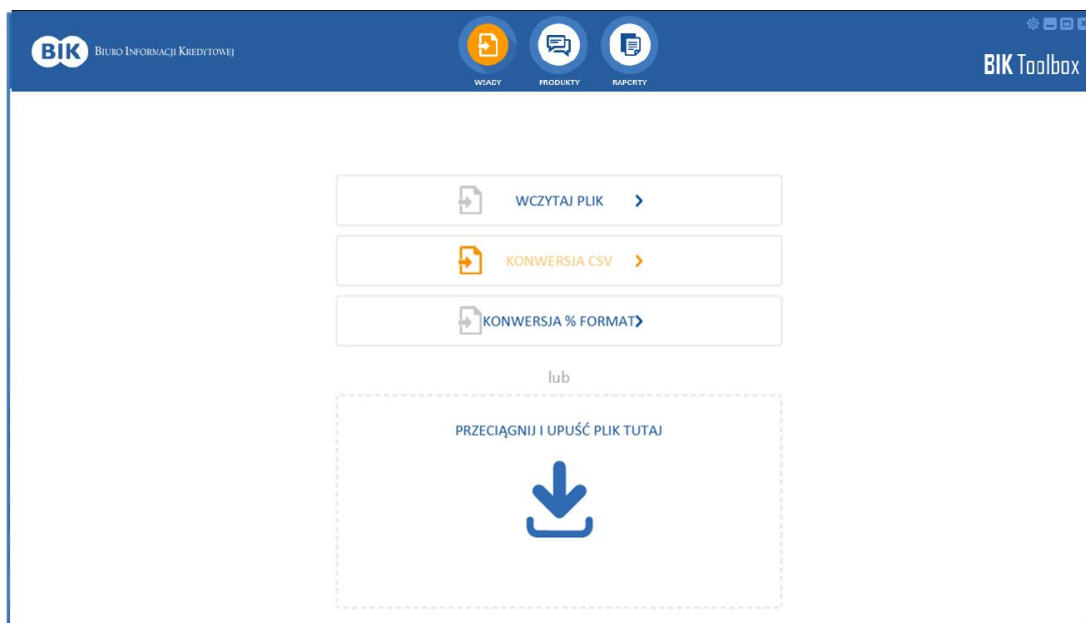 BIK BIURO INFORMACJI KREDYTOWEJ
WSADY PRODUKTY RAPORTY
BIK Toolbox
WCZYTAJ PLIK
KONWERSJA CSV
KONWERSJA % FORMAT
lub
PRZECIĄGNIJ I UPUŚĆ PLIK TUTAJ